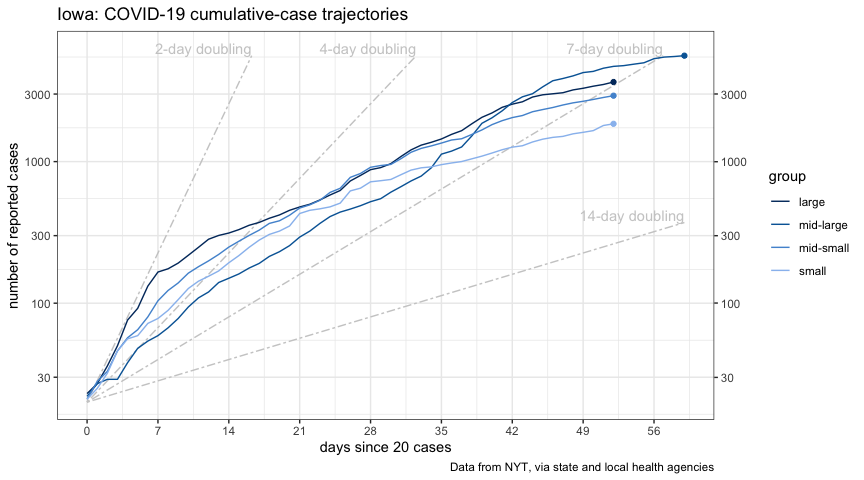 Iowa: COVID-19 cumulative-case trajectories
2-day doubling 4-day doubling 7-day doubling
14-day doubling
3000 3000
1000 1000
300 300
100 100
30 30
number of reported cases
0 7 14 21 28 35 42 49 56
days since 20 cases
group
large
mid-large
mid-small
small
Data from NYT, via state and local health agencies